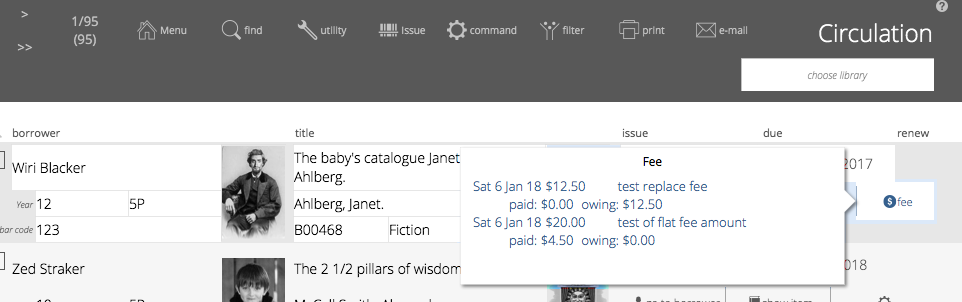 >
1/95
(95)
>>
Menu
find
utility
Issue
command
filter
print
e-mail
?
Circulation
choose library
borrower
title
issue
due
renew
Wiri Blacker
The baby's catalogue Janet
Ahlberg.
2017
Year
12
5P
Ahlberg, Janet.
bar code
123
B00468
Fiction
Fee
Sat 6 Jan 18 $12.50 test replace fee
paid: $0.00 owing: $12.50
Sat 6 Jan 18 $20.00 test of flat fee amount
paid: $4.50 owing: $0.00
$ fee
Zed Straker
The 2 1/2 pillars of wisdom
018